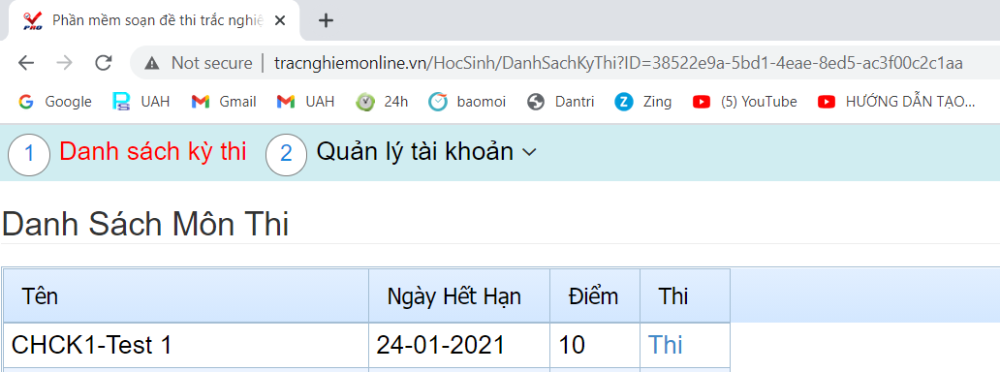 Phần mềm soạn đề thi trắc nghiệ
Not secure | tracnghiemonline.vn/HocSinh/DanhSachKyThi?ID=38522e9a-5bd1-4eae-8ed5-ac3f00c2c1aa
Google UAH Gmail UAH 24h baomoi Dantri Zing (5) YouTube HƯỚNG DẪN TẠO...
1 Danh sách kỳ thi 2 Quản lý tài khoản
Danh Sách Môn Thi
Tên Ngày Hết Hạn Điểm Thi
CHCK1-Test 1 24-01-2021 10 Thi